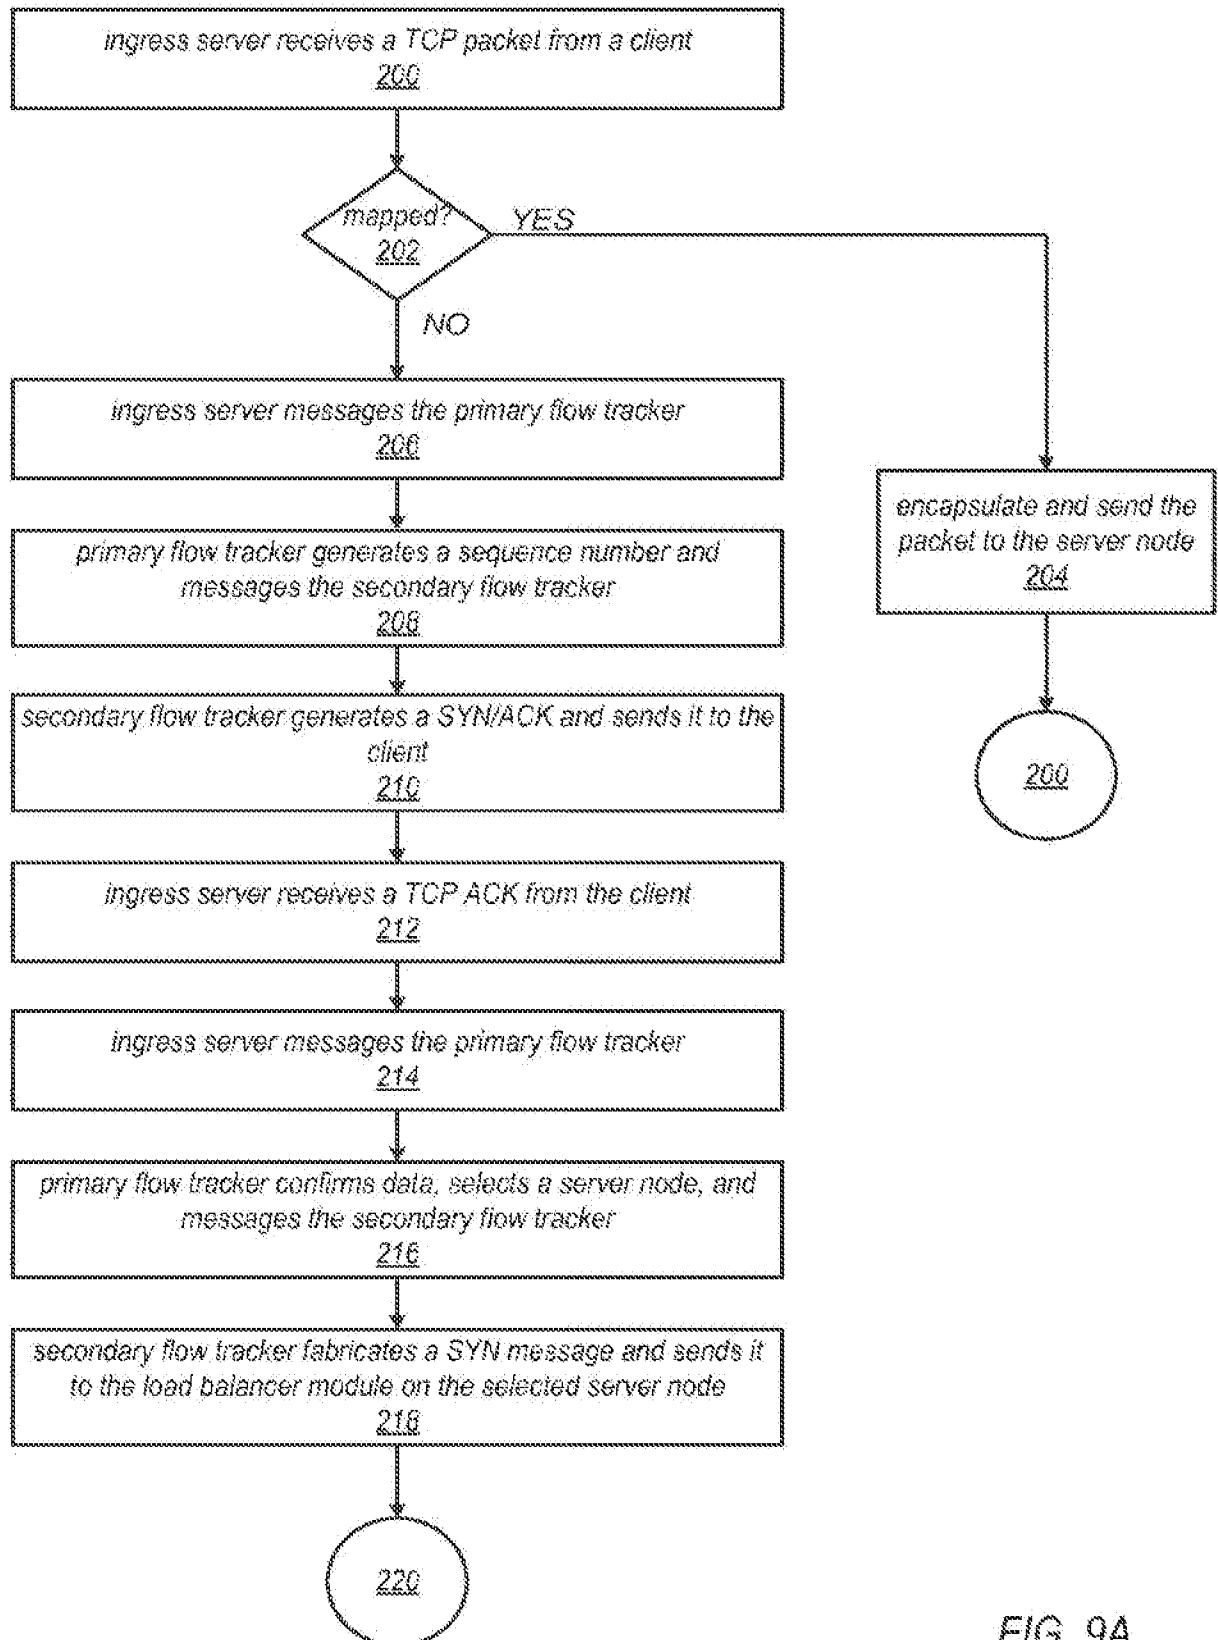 ingress server receives a TCP packet from a client
200
mapped?
202
YES
NO
ingress server messages the primary flow tracker
206
encapsulate and send the
packet to the server node
204
primary flow tracker generates a sequence number and
messages the secondary flow tracker
208
secondary flow tracker generates a SYN/ACK and sends it to the
client
210
200
ingress server receives a TCP ACK from the client
212
ingress server messages the primary flow tracker
214
primary flow tracker confirms data, selects a server node, and
messages the secondary flow tracker
216
secondary flow tracker fabricates a SYN message and sends it
to the load balancer module on the selected server node
218
220
FIG. 9A